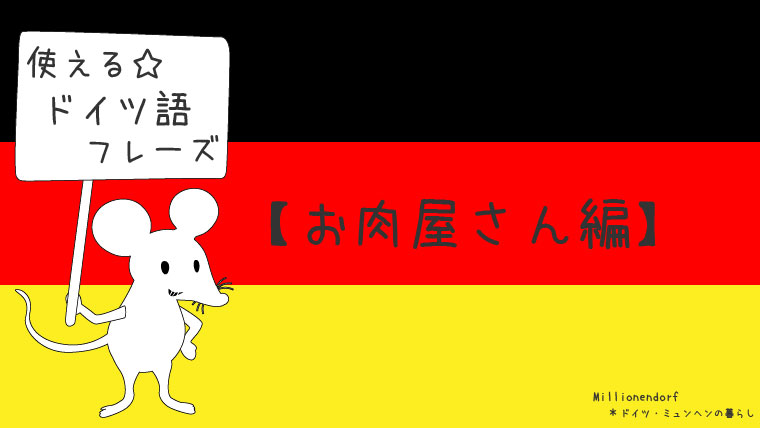 使える☆
ドイツ語
フレーズ
【お肉屋さん編】
Millionendorf
＊ドイツ・ミュンヘンの暮らし